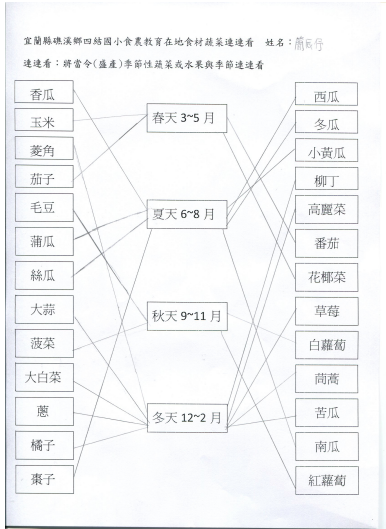 宜蘭縣礁溪鄉四結國小食農教育在地食材蔬菜連連看 姓名：
連連看：將當令(盛產)季節性蔬菜或水果與季節連連看
香瓜
玉米
菱角
茄子
毛豆
蒲瓜
絲瓜
大蒜
菠菜
大白菜
蔥
橘子
棗子
春天 3~5 月
夏天 6~8 月
秋天 9~11 月
冬天 12~2 月
西瓜
冬瓜
小黃瓜
柳丁
高麗菜
番茄
花椰菜
草莓
白蘿蔔
茼蒿
苦瓜
南瓜
紅蘿蔔